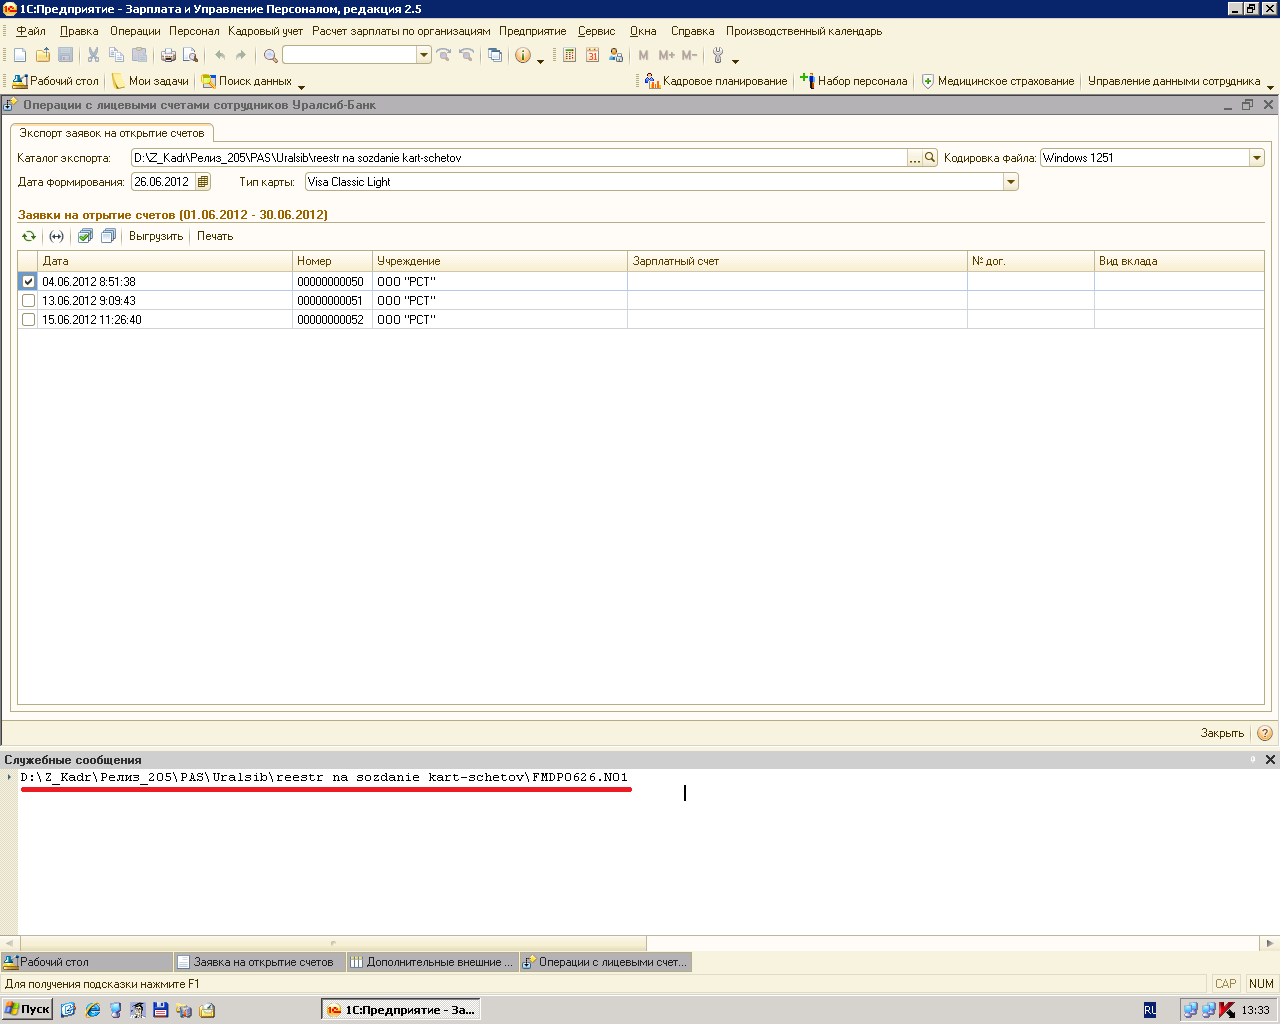 1С:Предприятие - Зарплата и Управление Персоналом, редакция 2.5
Файл Правка Операции Персонал Кадровый учет Расчет зарплаты по организациям Предприятие Сервис Окна Справка Производственный календарь
31 M M+ M-
Рабочий стол Мои задачи Поиск данных Кадровое планирование Набор персонала Медицинское страхование Управление данными сотрудника
Операции с лицевыми счетами сотрудников Уралсиб-Банк
Экспорт заявок на открытие счетов
Каталог экспорта: D:\Z_Kadr\Релиз_205\PAS\Uralsib\reestr na sozdanie kart-schetov ... Кодировка файла: Windows 1251
Дата формирования: 26.06.2012 Тип карты: Visa Classic Light
Заявки на отрытие счетов (01.06.2012 - 30.06.2012)
Выгрузить Печать
Дата Номер Учреждение Зарплатный счет № дог. Вид вклада
04.06.2012 8:51:38 00000000050 ООО "РСТ"
13.06.2012 9:09:43 00000000051 ООО "РСТ"
15.06.2012 11:26:40 00000000052 ООО "РСТ"
Закрыть ?
Служебные сообщения
D:\Z_Kadr\Релиз_205\PAS\Uralsib\reestr na sozdanie kart-schetov\FMDP0626.N01
Рабочий стол Заявка на открытие счетов Дополнительные внешние ... Операции с лицевыми счет...
Для получения подсказки нажмите F1 CAP NUM
Пуск 1С:Предприятие - За... RU 13:33